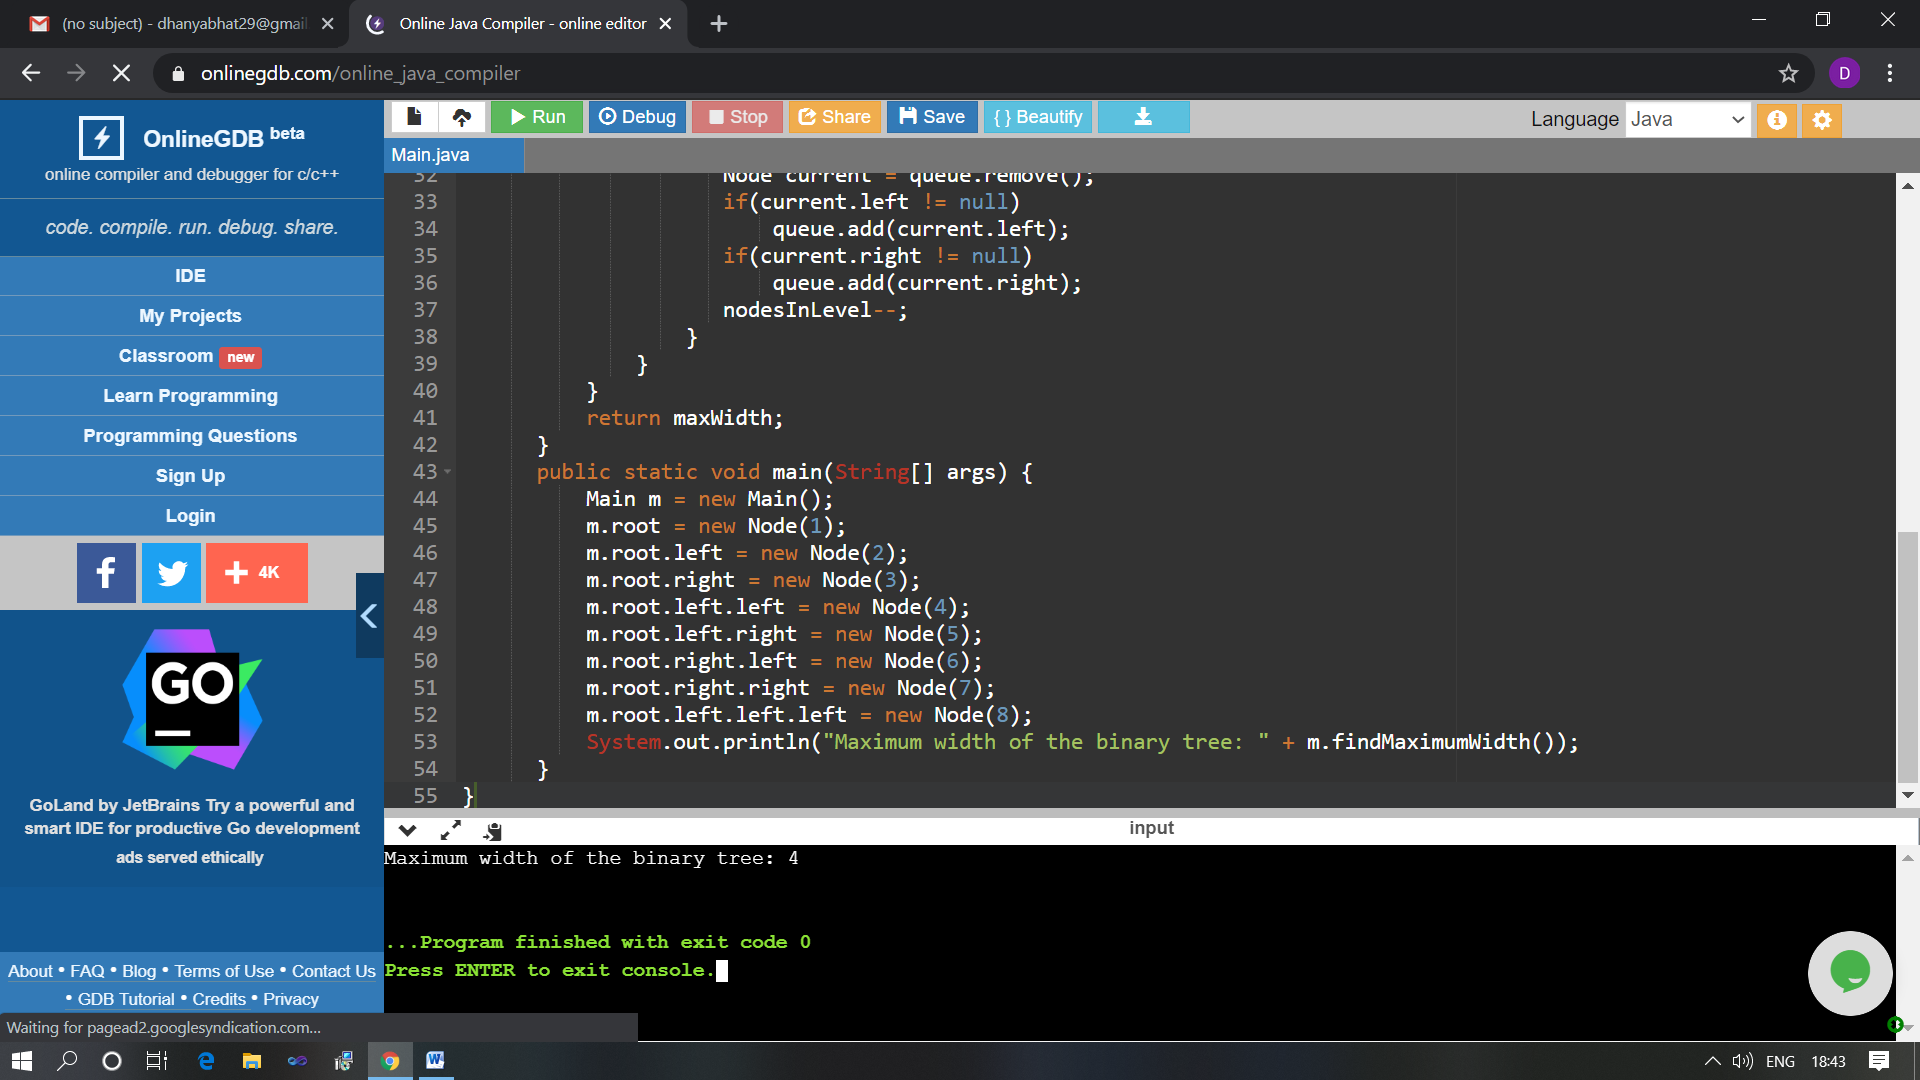 (no subject) - dhanyabhat29@gmai
Online Java Compiler - online editor
onlinegdb.com/online_java_compiler
D
OnlineGDB beta
online compiler and debugger for c/c++
code. compile. run. debug. share.
IDE
My Projects
Classroom new
Learn Programming
Programming Questions
Sign Up
Login
4K
GO
GoLand by JetBrains Try a powerful and
smart IDE for productive Go development
ads served ethically
About • FAQ • Blog • Terms of Use • Contact Us
• GDB Tutorial • Credits • Privacy
Waiting for pagead2.googlesyndication.com...
Run Debug Stop Share Save { } Beautify
Language Java
Main.java
32 Node current = queue.remove();
33 if(current.left != null)
34 queue.add(current.left);
35 if(current.right != null)
36 queue.add(current.right);
37 nodesInLevel--;
38 }
39 }
40 }
41 return maxWidth;
42 }
43 public static void main(String[] args) {
44 Main m = new Main();
45 m.root = new Node(1);
46 m.root.left = new Node(2);
47 m.root.right = new Node(3);
48 m.root.left.left = new Node(4);
49 m.root.left.right = new Node(5);
50 m.root.right.left = new Node(6);
51 m.root.right.right = new Node(7);
52 m.root.left.left.left = new Node(8);
53 System.out.println("Maximum width of the binary tree: " + m.findMaximumWidth());
54 }
55 }
input
Maximum width of the binary tree: 4
...Program finished with exit code 0
Press ENTER to exit console.
ENG 18:43